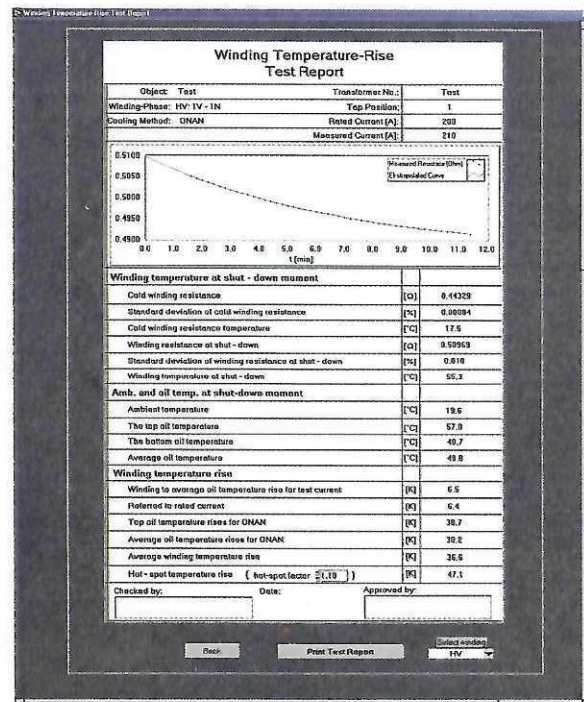 Winding Temperature Rise Test Report
Winding Temperature-Rise
Test Report
Object: Test Transformer No.: Test
Winding-Phase: HV: 1V - 1N Tap Position: 1
Cooling Method: ONAN Rated Current [A]: 200
Measured Current [A]: 210
Measured Resistance [Ohm]
Extrapolated Curve
0.5100
0.5050
0.5000
0.4950
0.4900
0.0 1.0 2.0 3.0 4.0 5.0 6.0 7.0 8.0 9.0 10.0 11.0 12.0
t [min]
Winding temperature at shut - down moment
Cold winding resistance [Ω] 0.44329
Standard deviation of cold winding resistance [%] 0.00084
Cold winding resistance temperature [°C] 17.5
Winding resistance at shut - down [Ω] 0.50959
Standard deviation of winding resistance at shut - down [%] 0.010
Winding temperature at shut - down [°C] 55.3
Amb. and oil temp. at shut-down moment
Ambient temperature [°C] 19.6
The top oil temperature [°C] 57.0
The bottom oil temperature [°C] 40.7
Average oil temperature [°C] 48.8
Winding temperature rise
Winding to average oil temperature rise for test current [K] 6.5
Referred to rated current [K] 6.4
Top oil temperature rises for ONAN [K] 38.7
Average oil temperature rises for ONAN [K] 30.2
Average winding temperature rise [K] 36.6
Hot - spot temperature rise ( hot-spot factor = ) [K] 47.1
Checked by: Date: Approved by:
Back Print Test Report Select winding
HV